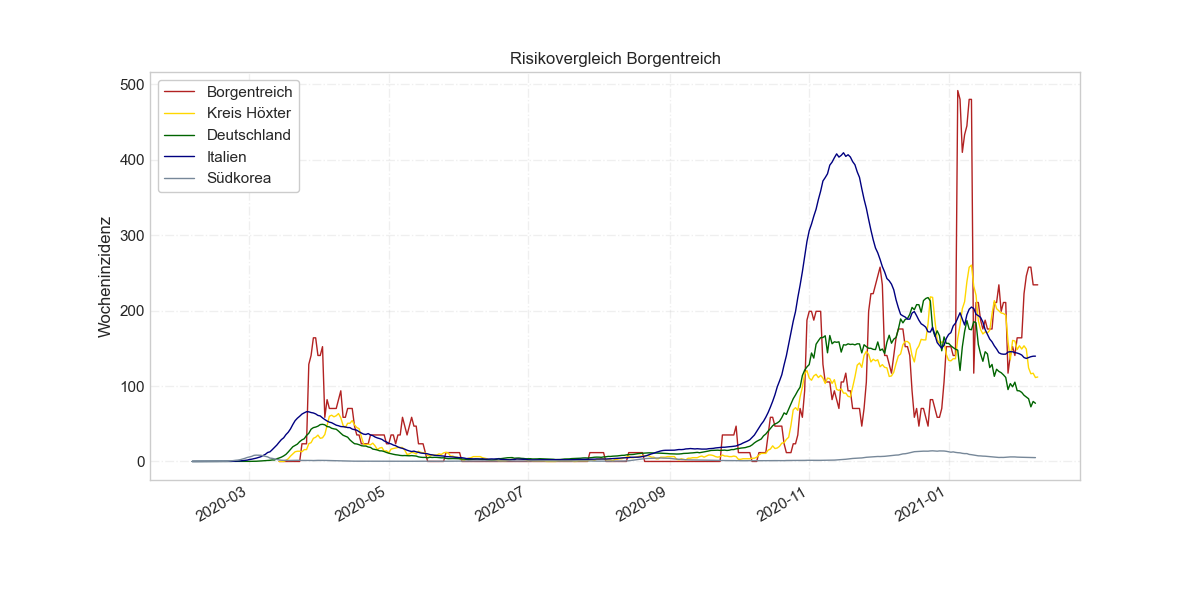 Risikovergleich Borgentreich
Borgentreich
Kreis Höxter
Deutschland
Italien
Südkorea
Wocheninzidenz
500
400
300
200
100
0
2020-03
2020-05
2020-07
2020-09
2020-11
2021-01